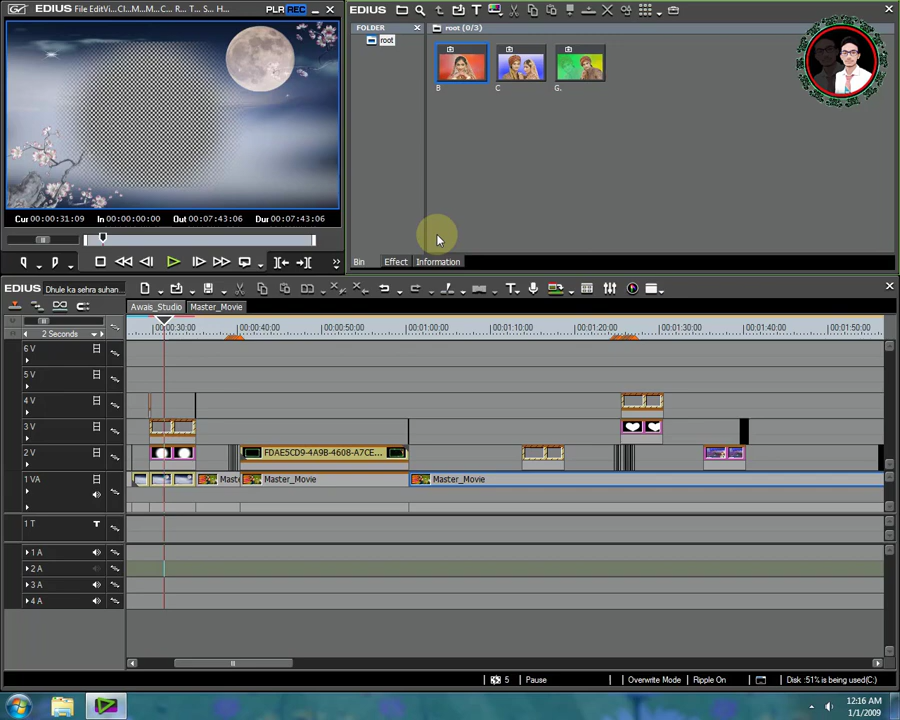 EDIUS File EditVi...Cl... M... C... R... T... S... H... PLR REC
Cur 00:00:31:09 In 00:00:00:00 Out 00:07:43:06 Dur 00:07:43:06
EDIUS
FOLDER
root
root (0/3)
B
C
G.
Bin
Effect
Information
EDIUS
Dhule ka sehra suhan...
Awais_Studio
Master_Movie
2 Seconds
00:00:30:00
00:00:40:00
00:00:50:00
00:01:00:00
00:01:10:00
00:01:20:00
00:01:30:00
00:01:40:00
00:01:50:00
6 V
5 V
4 V
3 V
2 V
FDAE5CD9-4A9B-4608-A7CE...
1 VA
Mast
Master_Movie
Master_Movie
1 T
T
1 A
2 A
3 A
4 A
5
Pause
Overwrite Mode
Ripple On
Disk :51% is being used(C:)
12:16 AM
1/1/2009